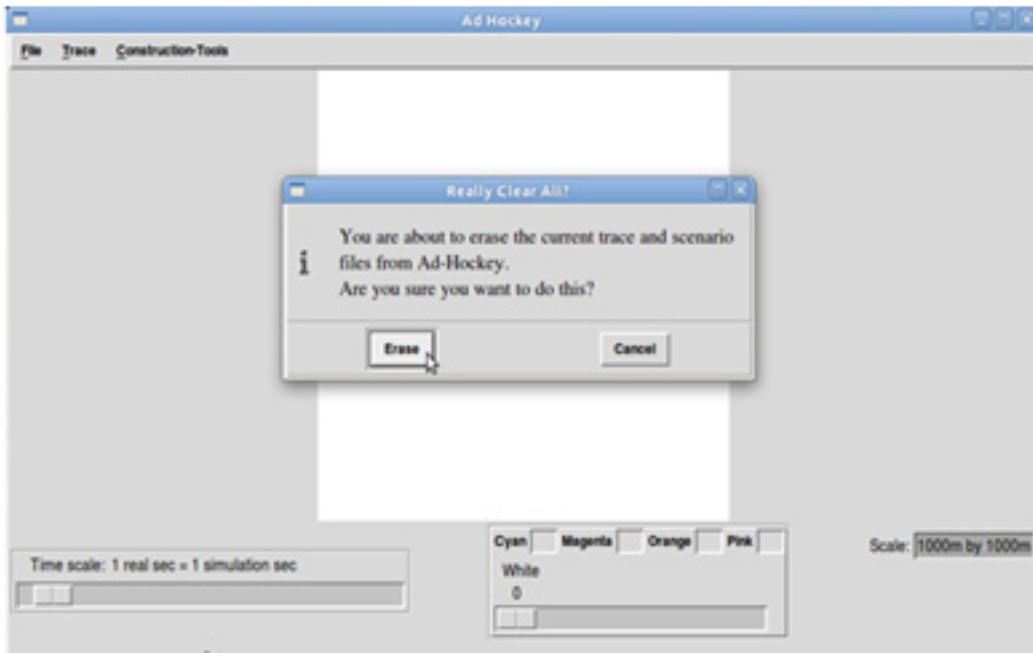 Ad Hockey
File Trace Construction-Tools
Really Clear All?
You are about to erase the current trace and scenario
files from Ad-Hockey.
Are you sure you want to do this?
Erase Cancel
Cyan Magenta Orange Pink
Time scale: 1 real sec = 1 simulation sec
White
0
Scale: 1000m by 1000m